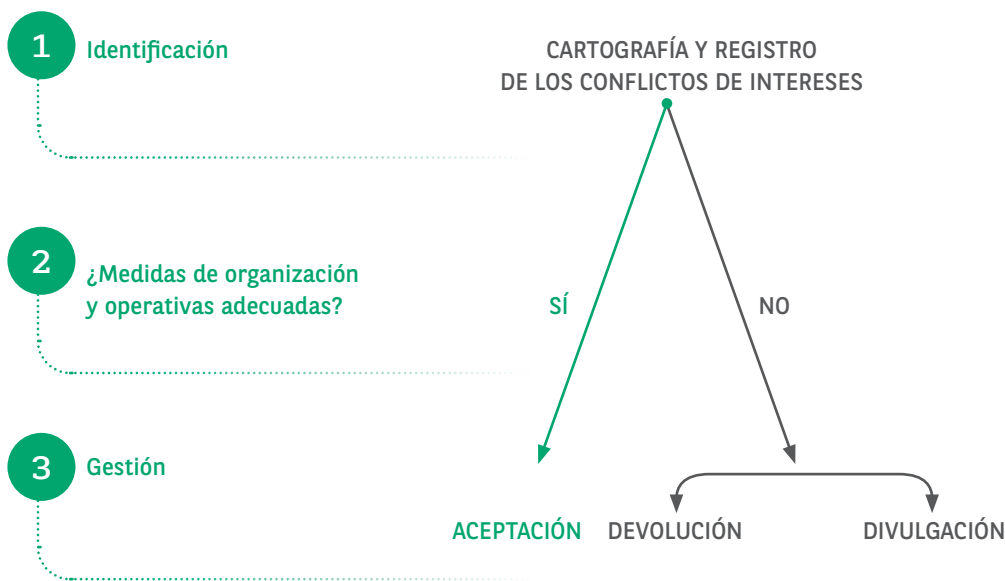 1
Identificación
CARTOGRAFÍA Y REGISTRO
DE LOS CONFLICTOS DE INTERESES
2
¿Medidas de organización
y operativas adecuadas?
SÍ
NO
3
Gestión
ACEPTACIÓN
DEVOLUCIÓN
DIVULGACIÓN